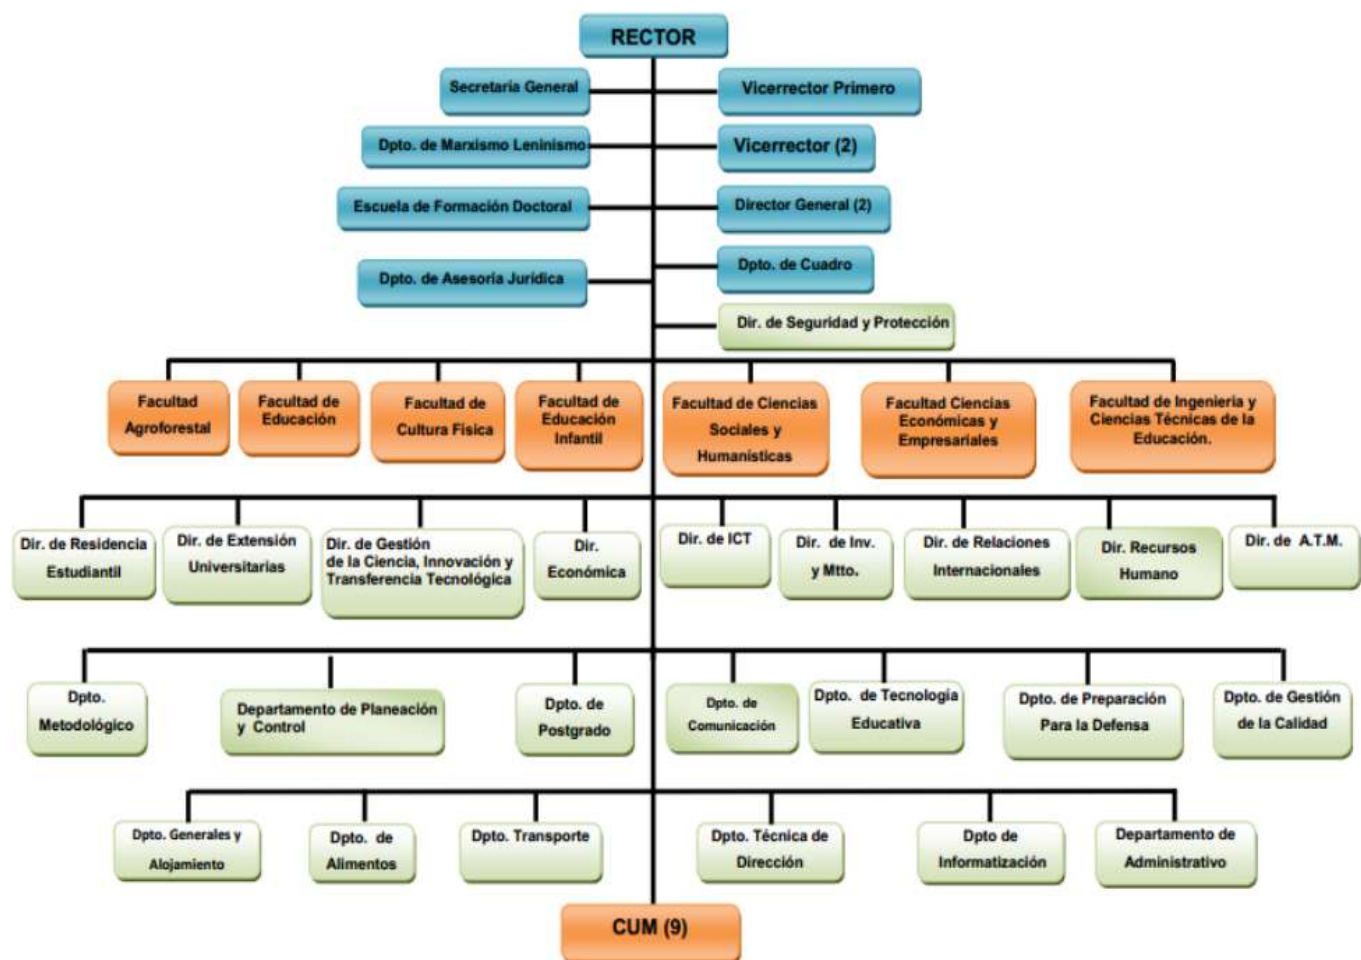 RECTOR
Secretaria General
Vicerrector Primero
Dpto. de Marxismo Leninismo
Vicerrector (2)
Escuela de Formación Doctoral
Director General (2)
Dpto. de Asesoría Jurídica
Dpto. de Cuadro
Dir. de Seguridad y Protección
Facultad
Agroforestal
Facultad de
Educación
Facultad de
Cultura Física
Facultad de
Educación
Infantil
Facultad de Ciencias
Sociales y
Humanísticas
Facultad Ciencias
Económicas y
Empresariales
Facultad de Ingeniería y
Ciencias Técnicas de la
Educación.
Dir. de Residencia
Estudiantil
Dir. de Extensión
Universitarias
Dir. de Gestión
de la Ciencia, Innovación y
Transferencia Tecnológica
Dir.
Económica
Dir. de ICT
Dir. de Inv.
y Mtto.
Dir. de Relaciones
Internacionales
Dir. Recursos
Humano
Dir. de A.T.M.
Dpto.
Metodológico
Departamento de Planeación
y Control
Dpto. de
Postgrado
Dpto. de
Comunicación
Dpto. de Tecnología
Educativa
Dpto. de Preparación
Para la Defensa
Dpto. de Gestión
de la Calidad
Dpto. Generales y
Alojamiento
Dpto. de
Alimentos
Dpto. Transporte
Dpto. Técnica de
Dirección
Dpto de
Informatización
Departamento de
Administrativo
CUM (9)